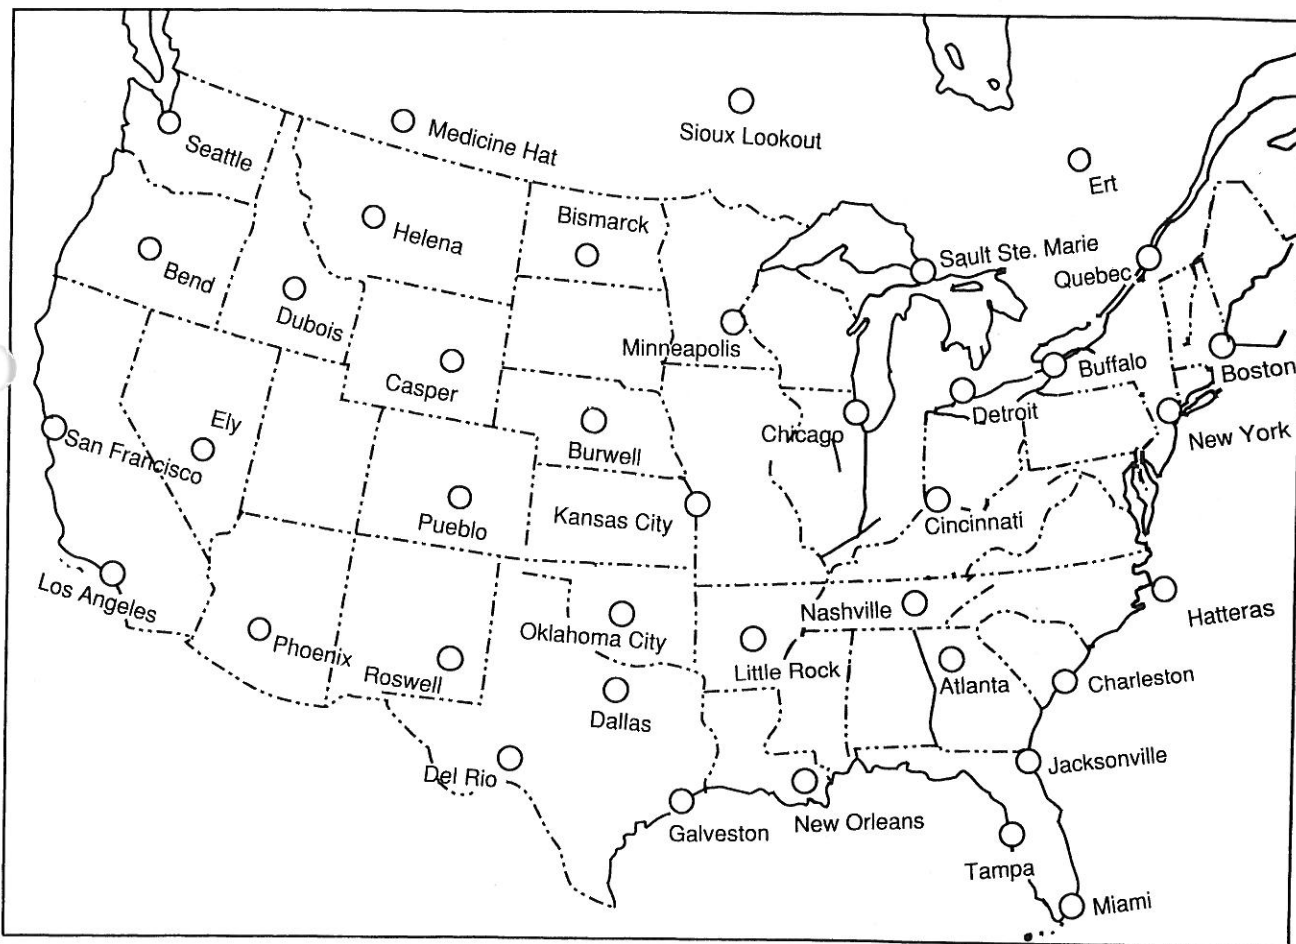 Medicine Hat
Sioux Lookout
Seattle
Ert
Helena
Bismarck
Sault Ste. Marie
Quebec
Bend
Dubois
Minneapolis
Casper
Buffalo
Boston
Detroit
Ely
San Francisco
Burwell
Chicago
New York
Pueblo
Kansas City
Cincinnati
Los Angeles
Nashville
Hatteras
Phoenix
Oklahoma City
Roswell
Little Rock
Atlanta
Charleston
Dallas
Del Rio
Jacksonville
Galveston
New Orleans
Tampa
Miami